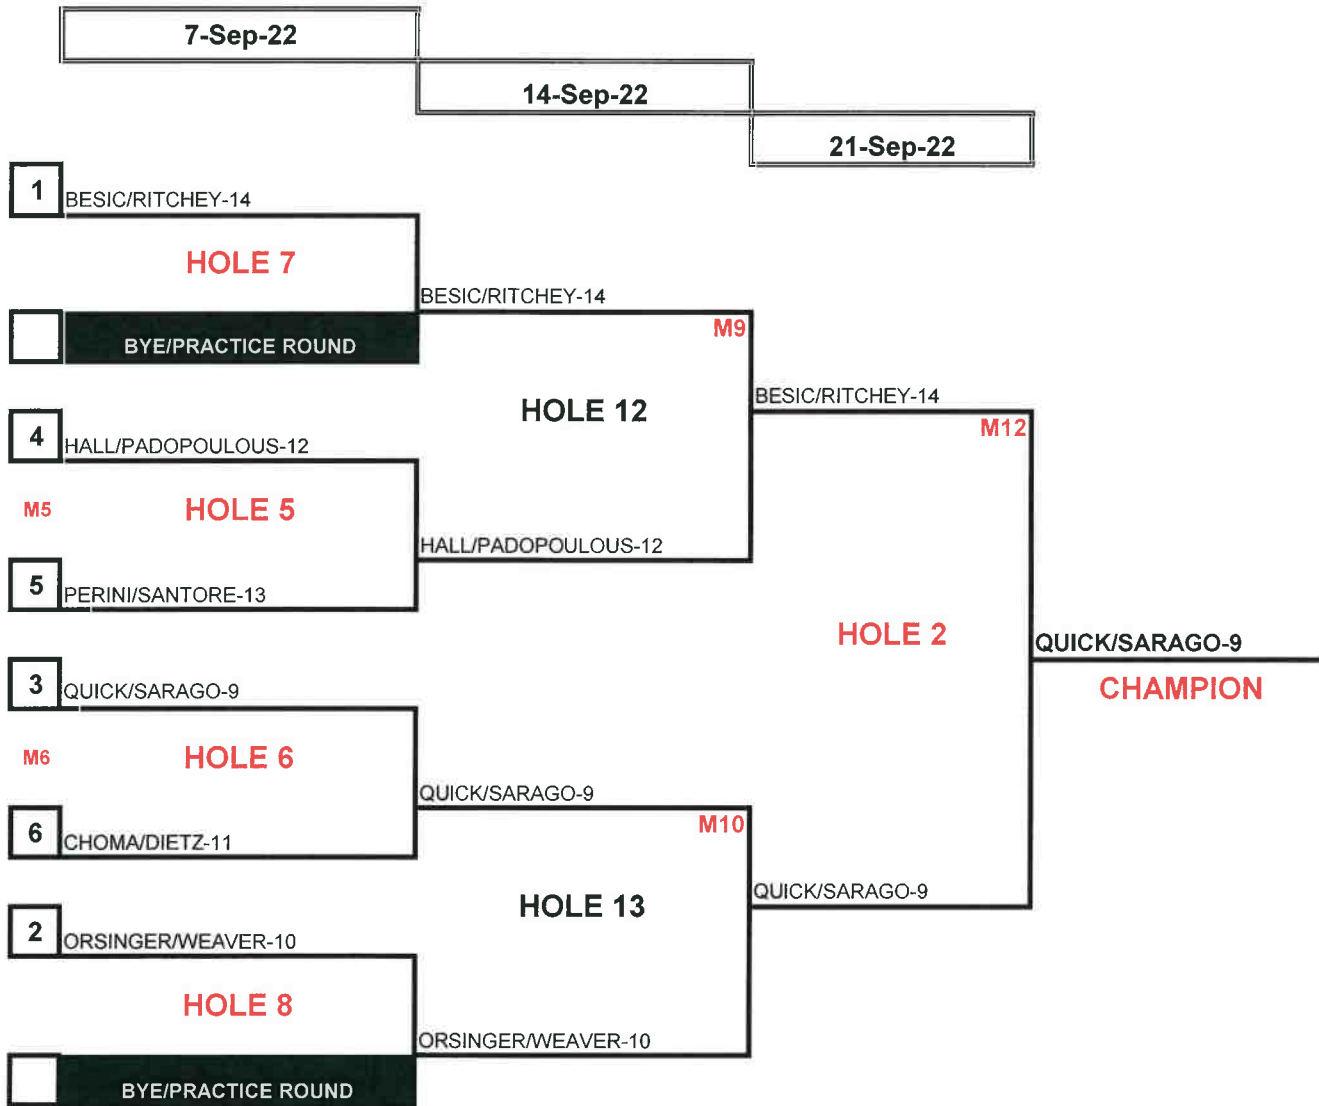 7-Sep-22
14-Sep-22
21-Sep-22
1
BESIC/RITCHEY-14
HOLE 7
BESIC/RITCHEY-14
M9
BYE/PRACTICE ROUND
BESIC/RITCHEY-14
HOLE 12
M12
4
HALL/PADOPOULOUS-12
M5
HOLE 5
HALL/PADOPOULOUS-12
5
PERINI/SANTORE-13
HOLE 2
QUICK/SARAGO-9
CHAMPION
3
QUICK/SARAGO-9
M6
HOLE 6
QUICK/SARAGO-9
M10
6
CHOMA/DIETZ-11
QUICK/SARAGO-9
HOLE 13
2
ORSINGER/WEAVER-10
HOLE 8
ORSINGER/WEAVER-10
BYE/PRACTICE ROUND